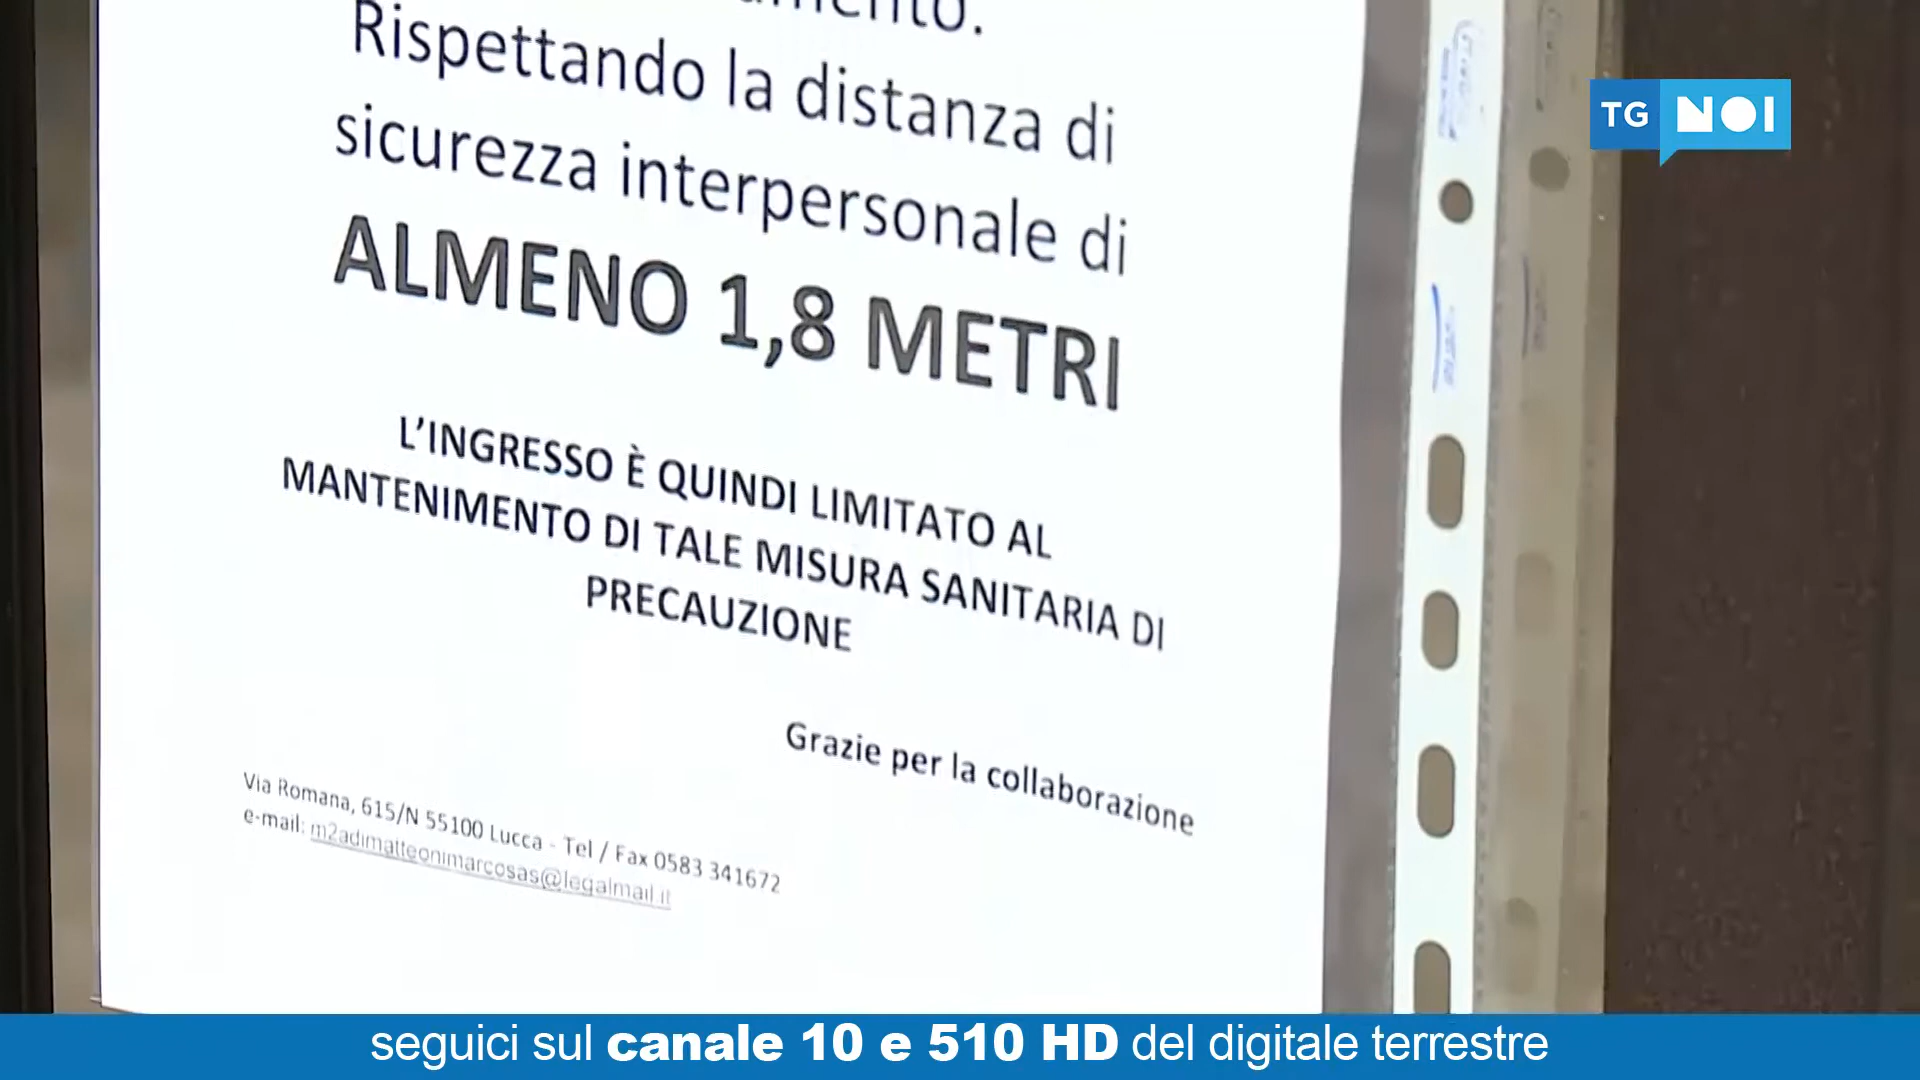 Rispettando la distanza di
sicurezza interpersonale di
ALMENO 1,8 METRI
L'INGRESSO È QUINDI LIMITATO AL
MANTENIMENTO DI TALE MISURA SANITARIA DI
PRECAUZIONE
Grazie per la collaborazione
Via Romana, 615/N 55100 Lucca - Tel / Fax 0583 341672
e-mail: m2adimatteonimarcosas@legalmail.it
TG NOI
seguici sul canale 10 e 510 HD del digitale terrestre